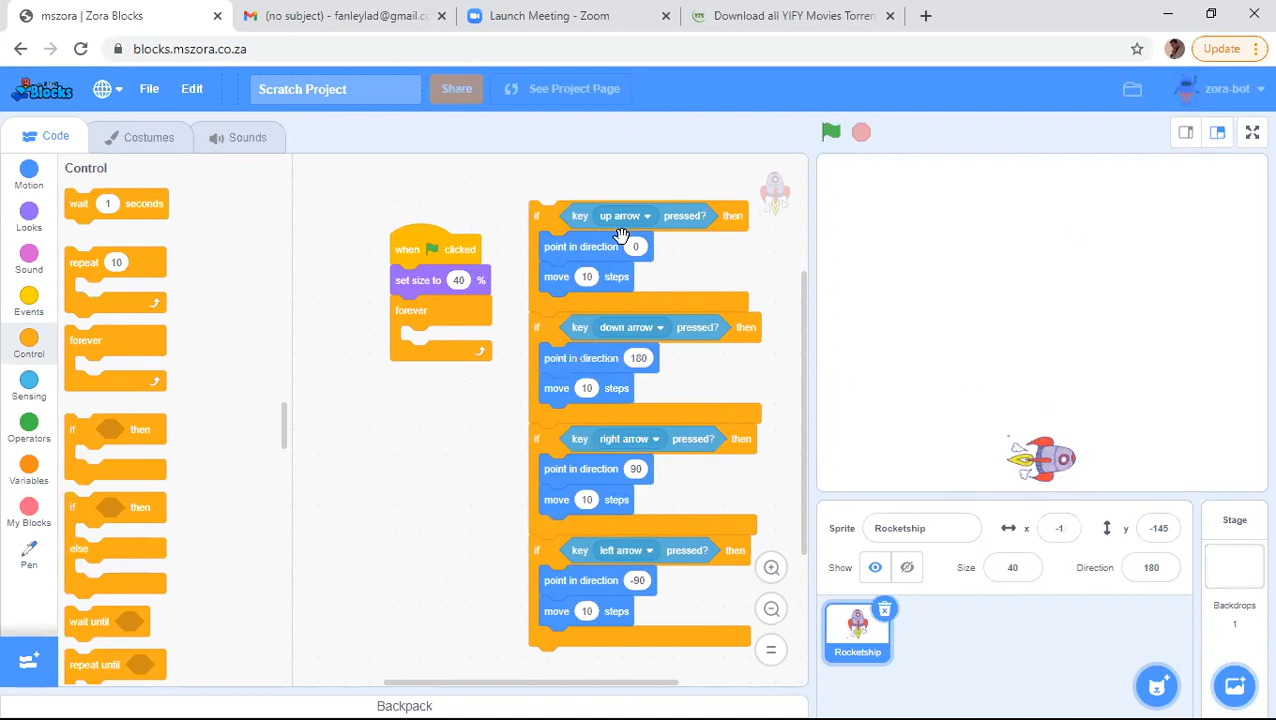 mszora | Zora Blocks
(no subject) - fanleylad@gmail.c
Launch Meeting - Zoom
Download all YIFY Movies Torren
blocks.mszora.co.za
Update
Blocks
File
Edit
Scratch Project
Share
See Project Page
zora-bot
Code
Costumes
Sounds
Motion
Looks
Sound
Events
Control
Sensing
Operators
Variables
My Blocks
Pen
Control
wait 1 seconds
repeat 10
forever
if then
if then
else
wait until
repeat until
when clicked
set size to 40 %
forever
if key up arrow pressed? then
point in direction 0
move 10 steps
if key down arrow pressed? then
point in direction 180
move 10 steps
if key right arrow pressed? then
point in direction 90
move 10 steps
if key left arrow pressed? then
point in direction -90
move 10 steps
Sprite Rocketship x -1 y -145
Show Size 40 Direction 180
Rocketship
Stage
Backdrops
1
Backpack